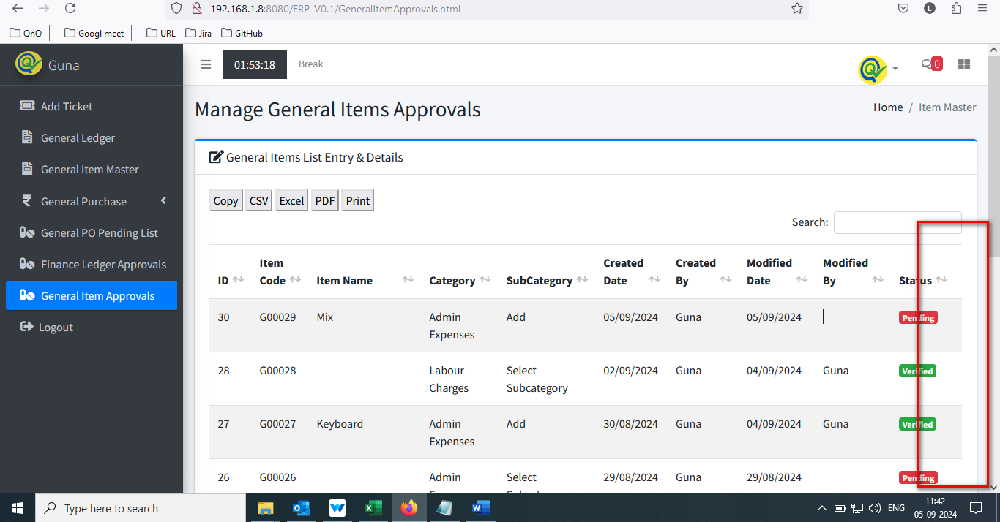 192.168.1.8:8080/ERP-V0.1/GeneralItemApprovals.html
L
QnQ Googl meet URL Jira GitHub
Guna
01:53:18 Break
0
Add Ticket
General Ledger
General Item Master
General Purchase
General PO Pending List
Finance Ledger Approvals
General Item Approvals
Logout
Manage General Items Approvals
Home / Item Master
General Items List Entry & Details
Copy CSV Excel PDF Print
Search:
ID Item Code Item Name Category SubCategory Created Date Created By Modified Date Modified By Status
30 G00029 Mix Admin Expenses Add 05/09/2024 Guna 05/09/2024 Pending
28 G00028 Labour Charges Select Subcategory 02/09/2024 Guna 04/09/2024 Guna Verified
27 G00027 Keyboard Admin Expenses Add 30/08/2024 Guna 04/09/2024 Guna Verified
26 G00026 Admin Expenses Select Subcategory 29/08/2024 Guna 29/08/2024 Pending
Type here to search
ENG
11:42
05-09-2024